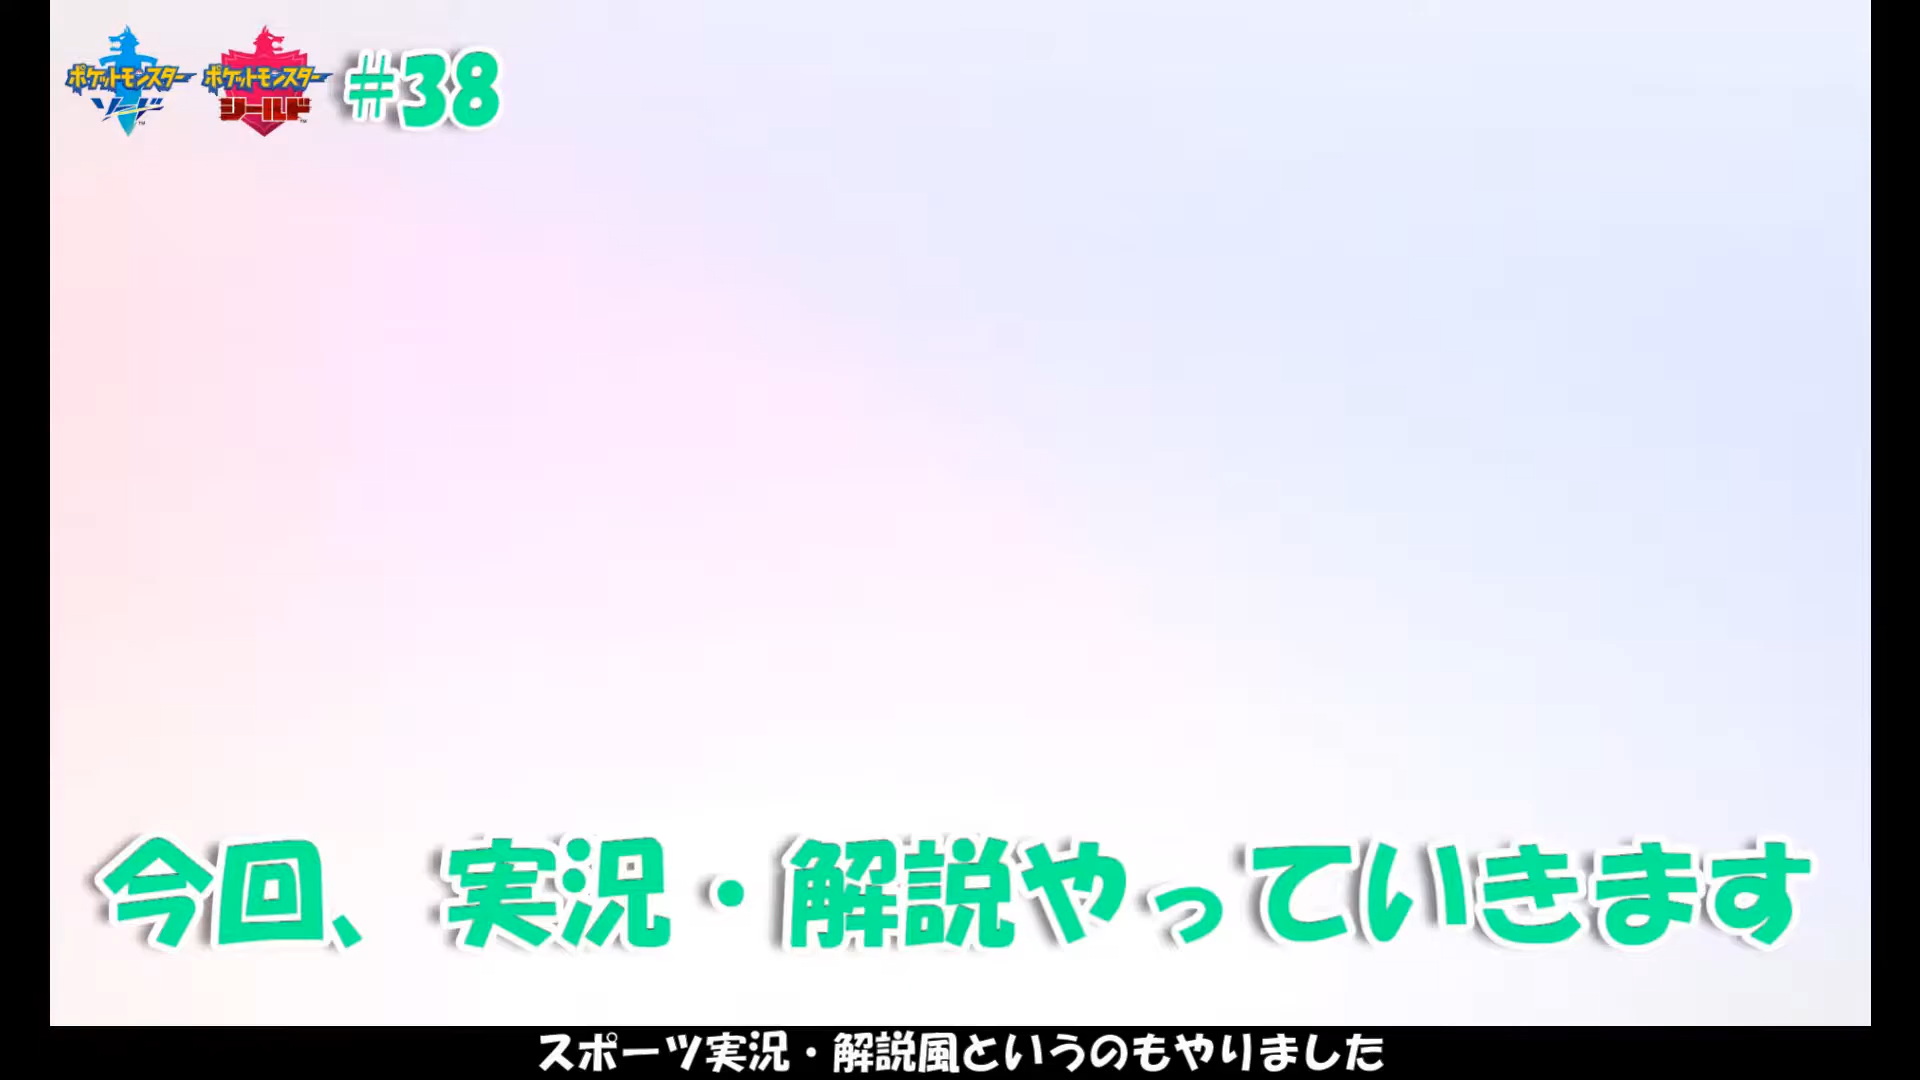 ポケットモンスター ソード
ポケットモンスター シールド
#38
今回、実況・解説やっていきます
スポーツ実況・解説風というのもやりました